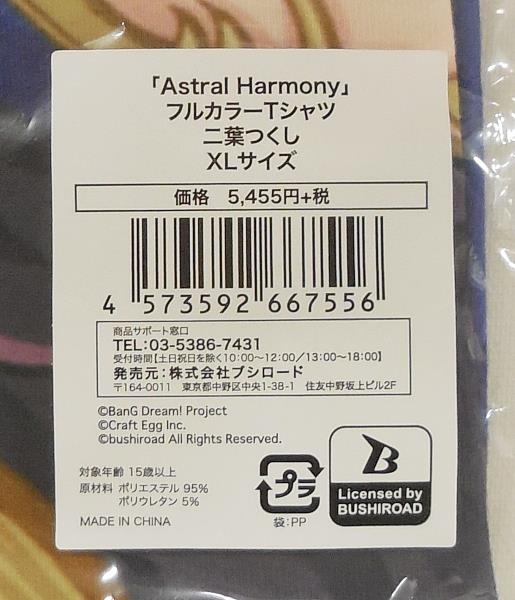 「Astral Harmony」
フルカラーTシャツ
二葉つくし
XLサイズ
価格 5,455円+税
4 573592 667556
商品サポート窓口
TEL:03-5386-7431
受付時間【土日祝日を除く10:00〜12:00/13:00〜18:00】
発売元：株式会社ブシロード
〒164-0011 東京都中野区中央1-38-1 住友中野坂上ビル2F
©BanG Dream! Project
©Craft Egg Inc.
©bushiroad All Rights Reserved.
対象年齢 15歳以上
原材料 ポリエステル 95%
ポリウレタン 5%
MADE IN CHINA
プラ
袋:PP
B
Licensed by
BUSHIROAD